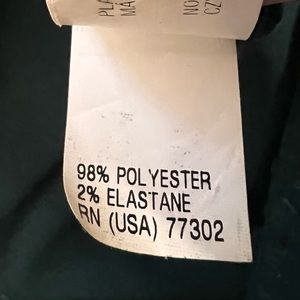 98% POLYESTER
2% ELASTANE
RN (USA) 77302